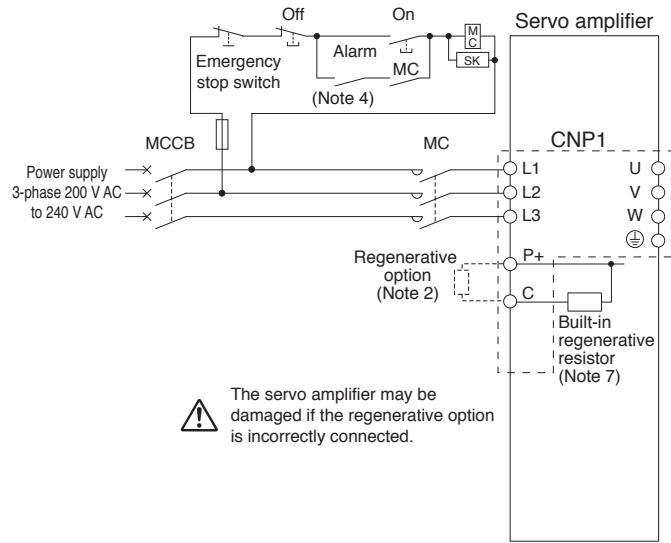 Off
On
Servo amplifier
Emergency
stop switch
Alarm
MC
SK
MC
(Note 4)
MCCB
MC
CNP1
Power supply
3-phase 200 V AC
to 240 V AC
L1
L2
L3
U
V
W
Regenerative
option
(Note 2)
P+
C
Built-in
regenerative
resistor
(Note 7)
The servo amplifier may be
damaged if the regenerative option
is incorrectly connected.